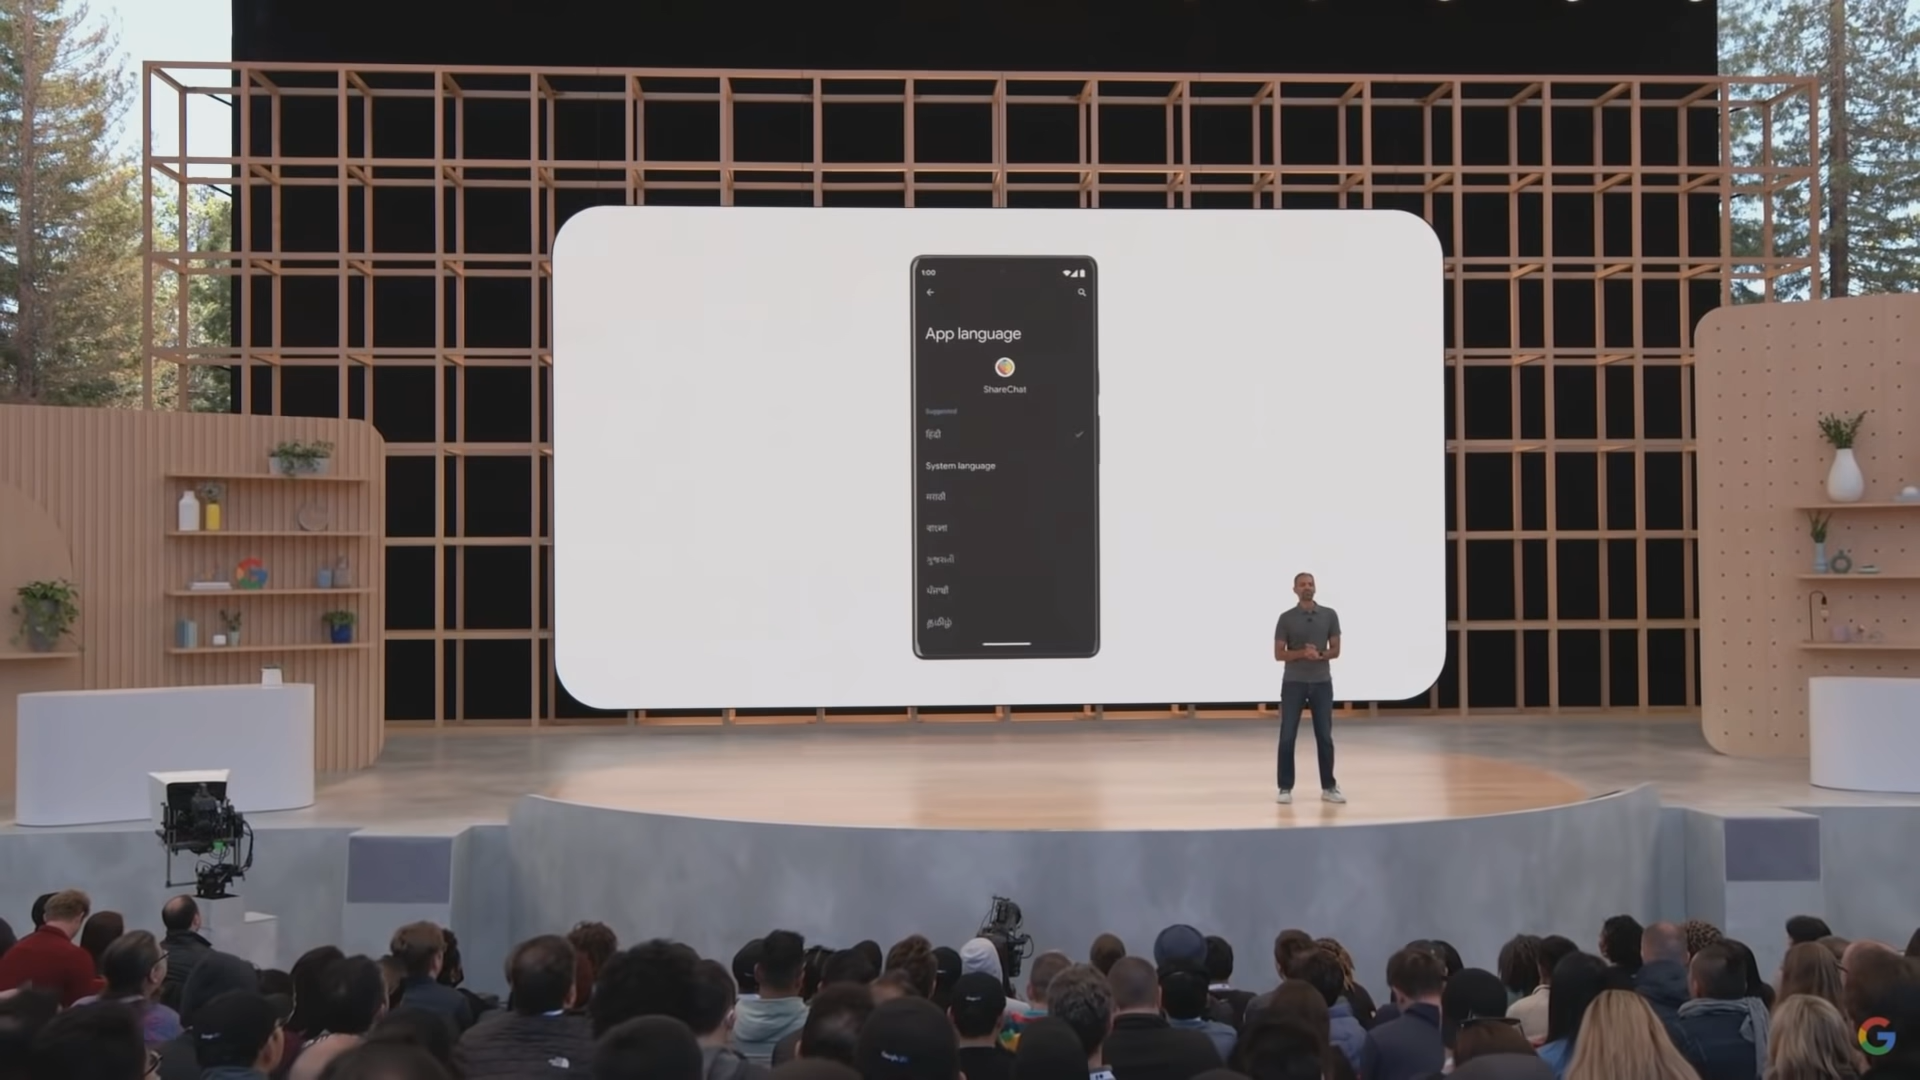 1:00
App language
ShareChat
Suggested
हिंदी
System language
मराठी
বাংলা
ગુજરાતી
ਪੰਜਾਬੀ
தமிழ்